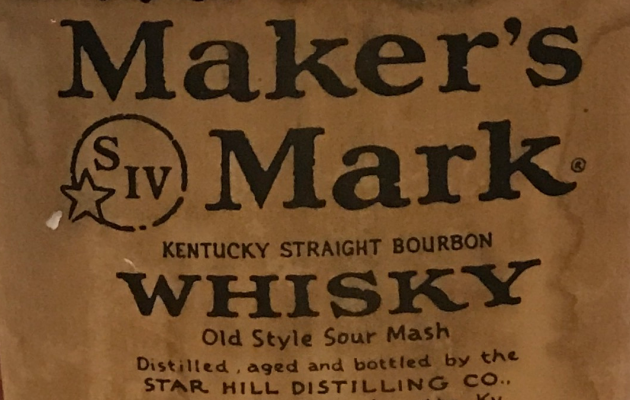 Maker's
S IV Mark®
KENTUCKY STRAIGHT BOURBON
WHISKY
Old Style Sour Mash
Distilled, aged and bottled by the
STAR HILL DISTILLING CO.,
Ky.